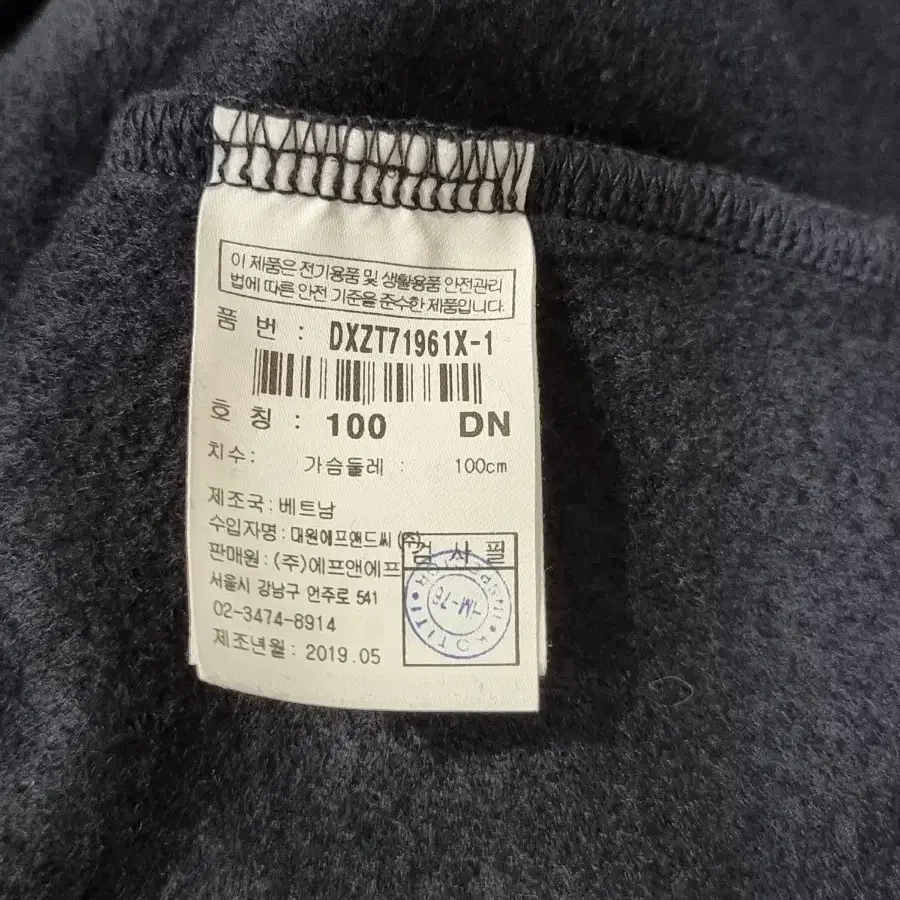 이 제품은 전기용품 및 생활용품 안전관리
법에 따른 안전 기준을 준수한 제품입니다.
품 번 : DXZT71961X-1
호 칭 : 100 DN
치수: 가슴둘레 : 100cm
제조국: 베트남
수입자명: 대원에프앤드씨 (주)
판매원: (주)에프앤에프
서울시 강남구 언주로 541
02-3474-8914
제조년월: 2019.05
검 사 필
INSPECTOR
KOTITI